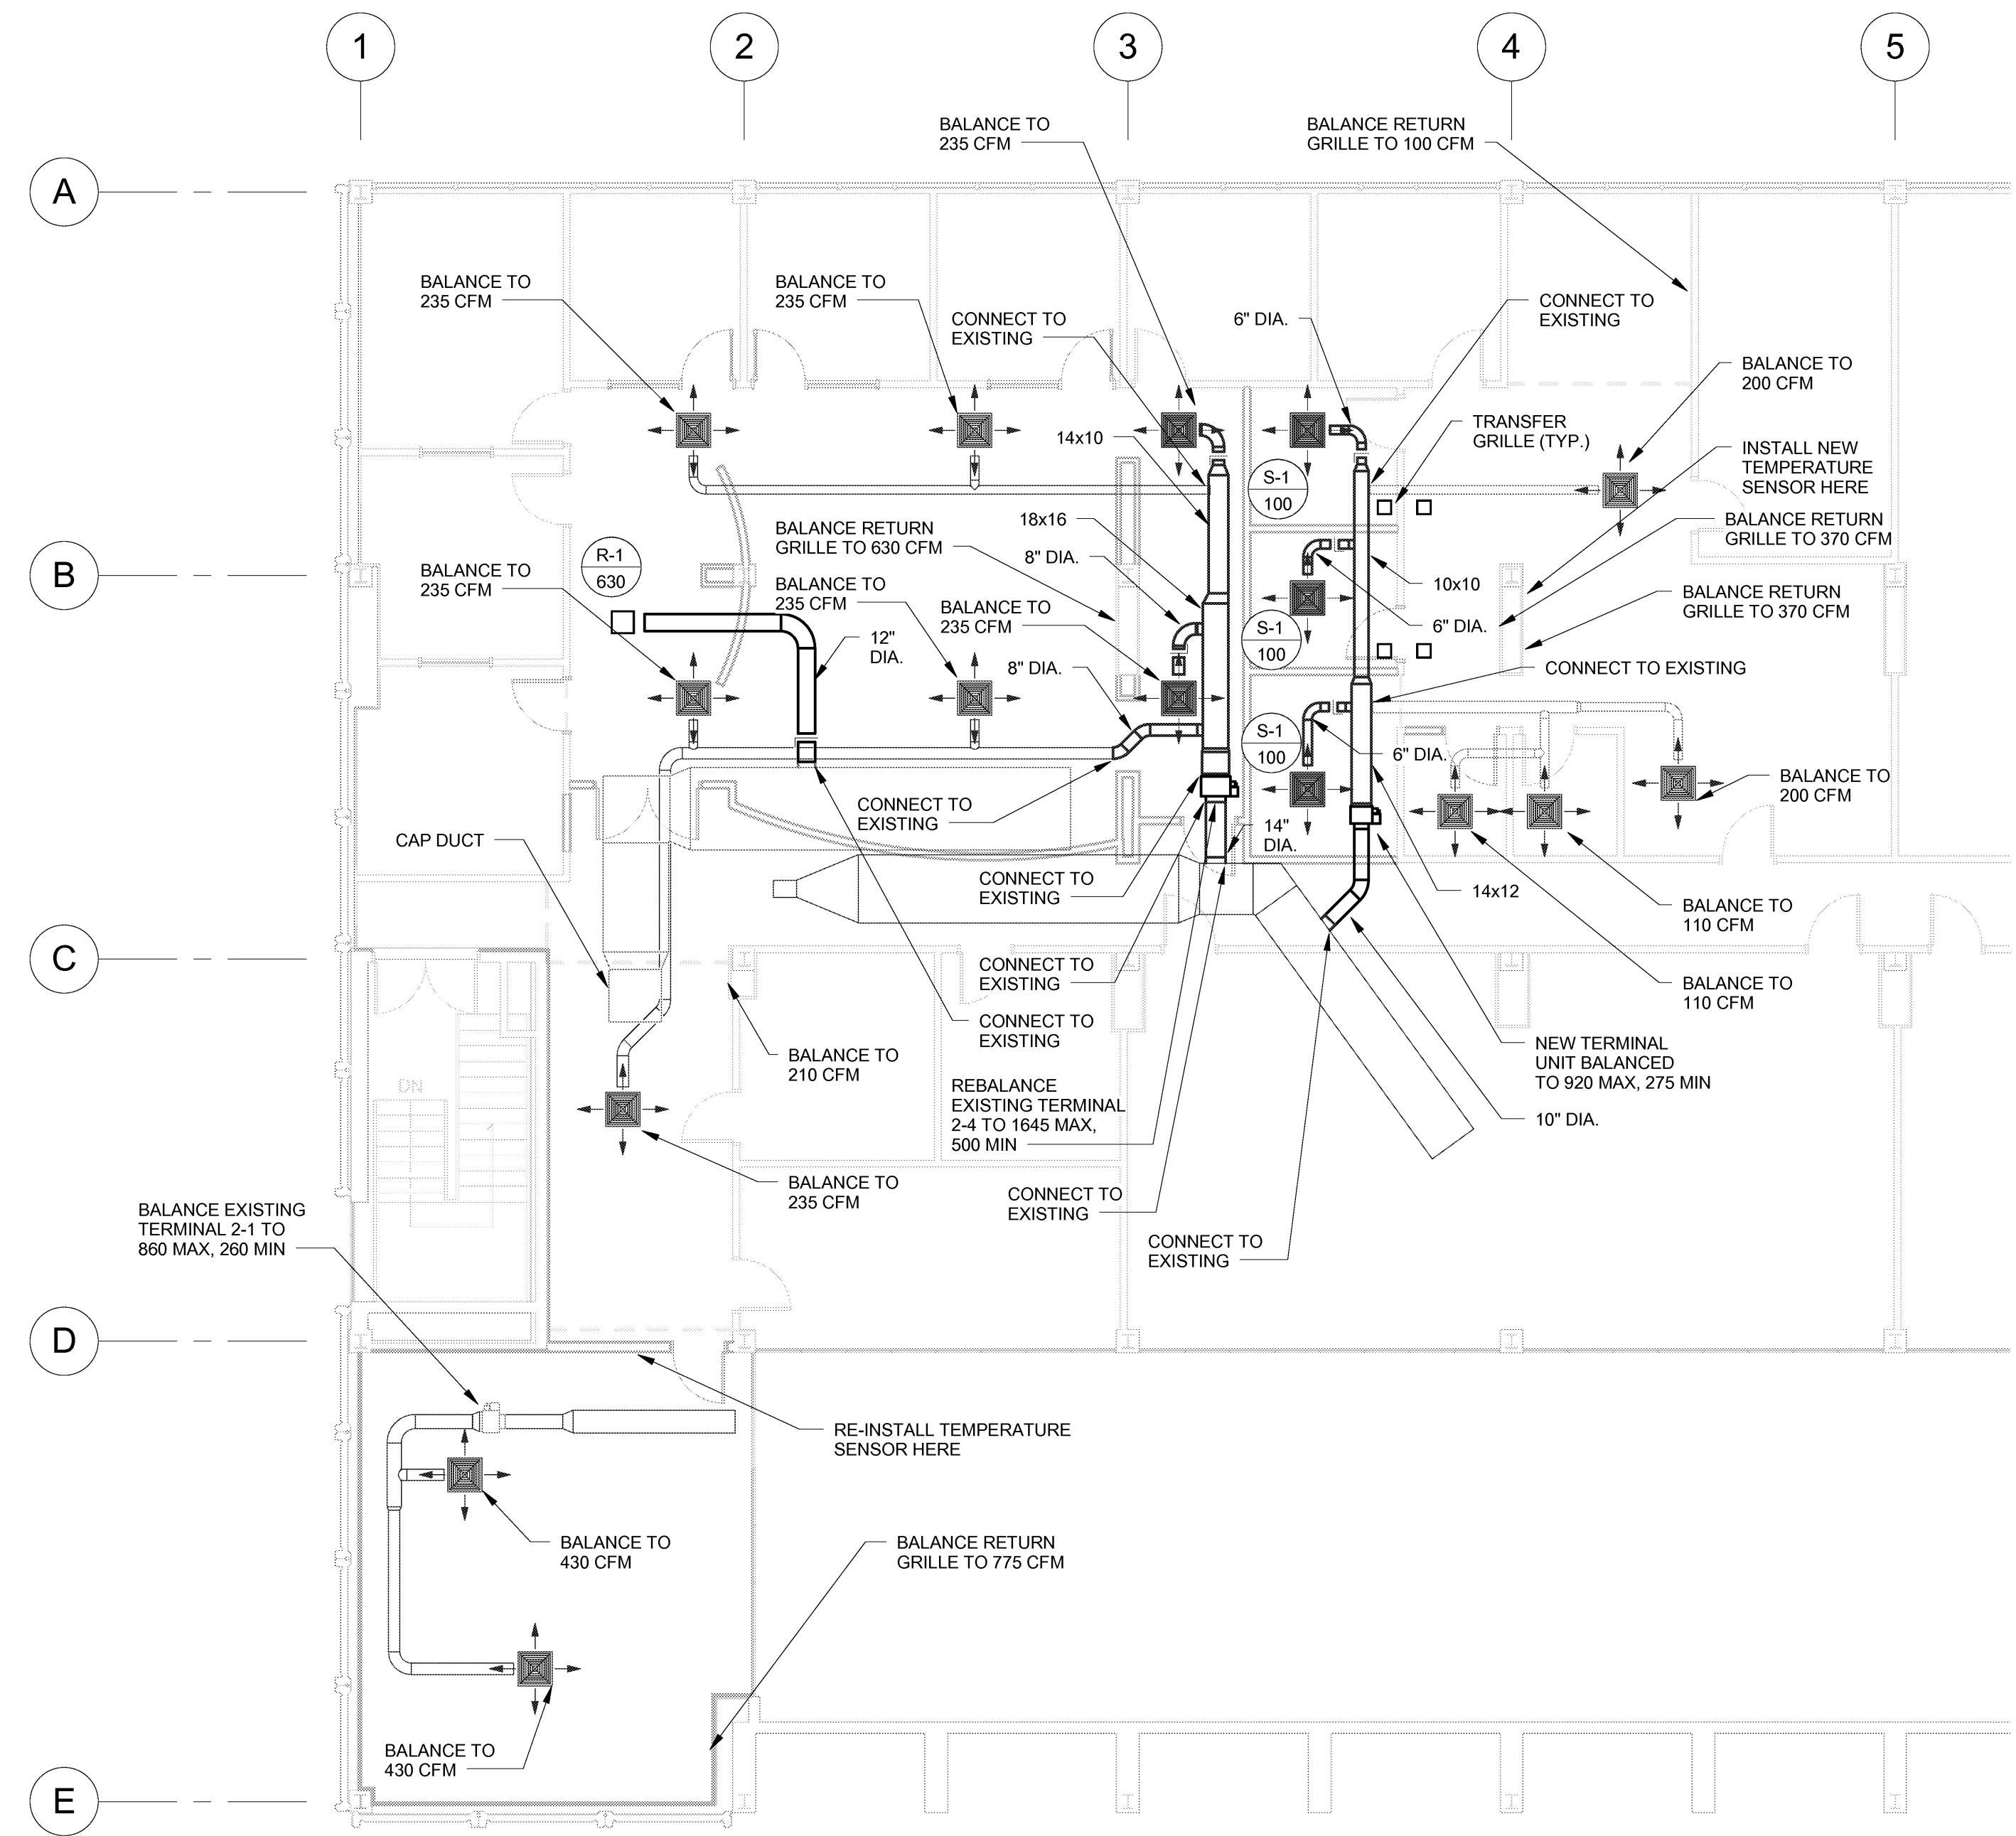 1
2
3
4
5
A
B
C
D
E
BALANCE TO
235 CFM
BALANCE RETURN
GRILLE TO 100 CFM
BALANCE TO
235 CFM
BALANCE TO
235 CFM
CONNECT TO
EXISTING
6" DIA.
CONNECT TO
EXISTING
BALANCE TO
200 CFM
14x10
TRANSFER
GRILLE (TYP.)
INSTALL NEW
TEMPERATURE
SENSOR HERE
S-1
100
18x16
BALANCE RETURN
GRILLE TO 630 CFM
8" DIA.
BALANCE RETURN
GRILLE TO 370 CFM
R-1
630
BALANCE TO
235 CFM
BALANCE TO
235 CFM
BALANCE TO
235 CFM
10x10
BALANCE RETURN
GRILLE TO 370 CFM
S-1
100
6" DIA.
12"
DIA.
8" DIA.
CONNECT TO EXISTING
S-1
100
6" DIA.
CONNECT TO
EXISTING
BALANCE TO
200 CFM
CAP DUCT
14"
DIA.
CONNECT TO
EXISTING
14x12
BALANCE TO
110 CFM
CONNECT TO
EXISTING
BALANCE TO
110 CFM
CONNECT TO
EXISTING
BALANCE TO
210 CFM
NEW TERMINAL
UNIT BALANCED
TO 920 MAX, 275 MIN
DN
REBALANCE
EXISTING TERMINAL
2-4 TO 1645 MAX,
500 MIN
10" DIA.
BALANCE TO
235 CFM
CONNECT TO
EXISTING
BALANCE EXISTING
TERMINAL 2-1 TO
860 MAX, 260 MIN
CONNECT TO
EXISTING
RE-INSTALL TEMPERATURE
SENSOR HERE
BALANCE TO
430 CFM
BALANCE RETURN
GRILLE TO 775 CFM
BALANCE TO
430 CFM